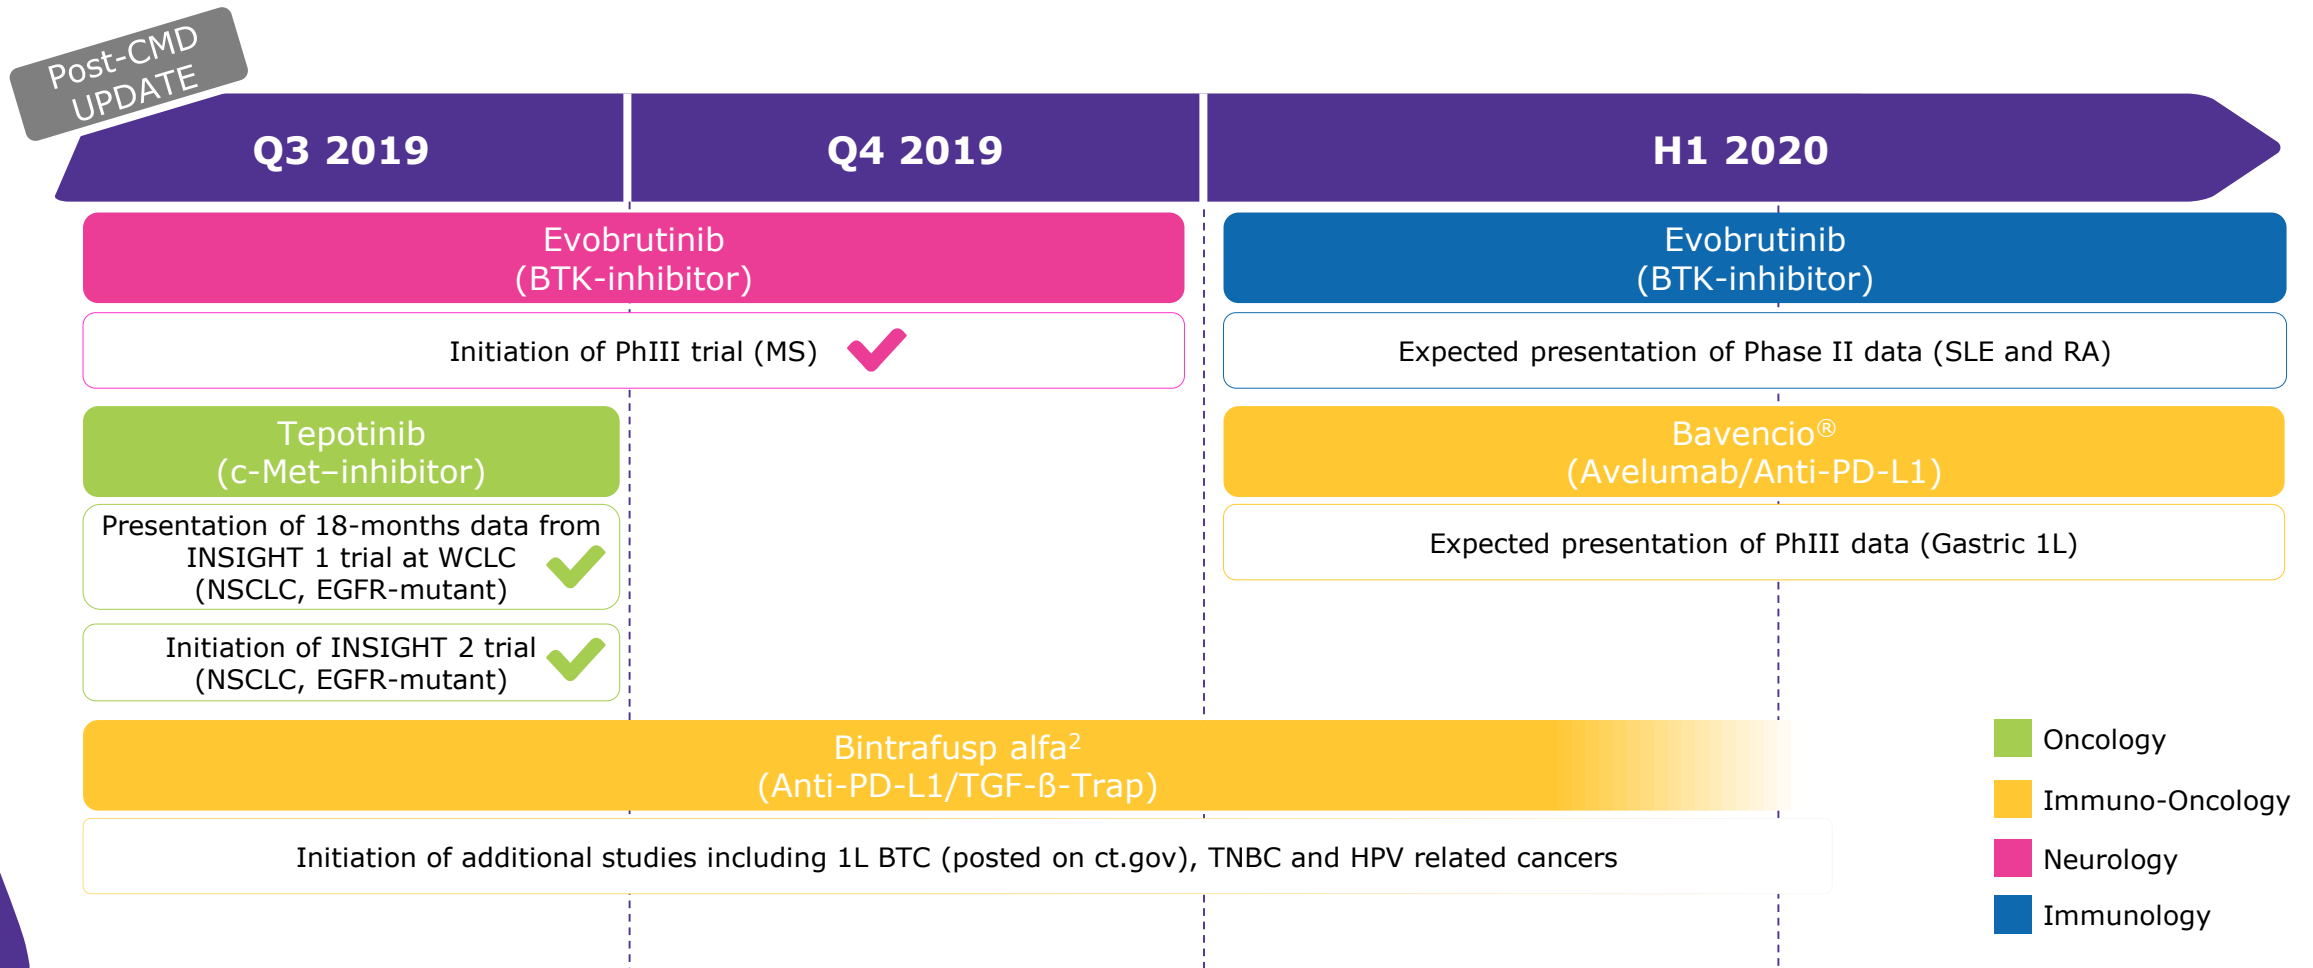 Post-CMD
UPDATE
Q3 2019
Q4 2019
H1 2020
Evobrutinib
(BTK-inhibitor)
Initiation of PhIII trial (MS)
Evobrutinib
(BTK-inhibitor)
Expected presentation of Phase II data (SLE and RA)
Tepotinib
(c-Met–inhibitor)
Presentation of 18-months data from
INSIGHT 1 trial at WCLC
(NSCLC, EGFR-mutant)
Initiation of INSIGHT 2 trial
(NSCLC, EGFR-mutant)
Bavencio®
(Avelumab/Anti-PD-L1)
Expected presentation of PhIII data (Gastric 1L)
Bintrafusp alfa²
(Anti-PD-L1/TGF-ß-Trap)
Initiation of additional studies including 1L BTC (posted on ct.gov), TNBC and HPV related cancers
Oncology
Immuno-Oncology
Neurology
Immunology